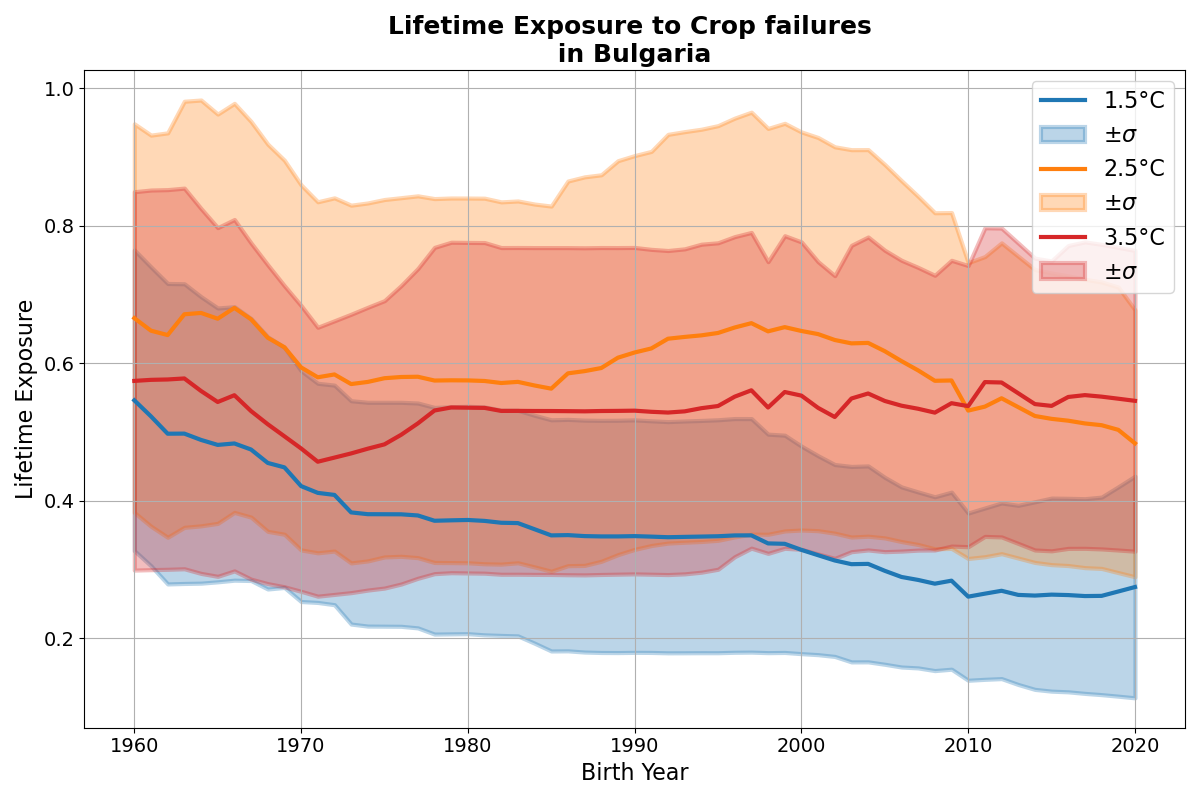 Lifetime Exposure to Crop failures
in Bulgaria
1.5°C
±σ
2.5°C
±σ
3.5°C
±σ
Lifetime Exposure
1.0
0.8
0.6
0.4
0.2
1960 1970 1980 1990 2000 2010 2020
Birth Year